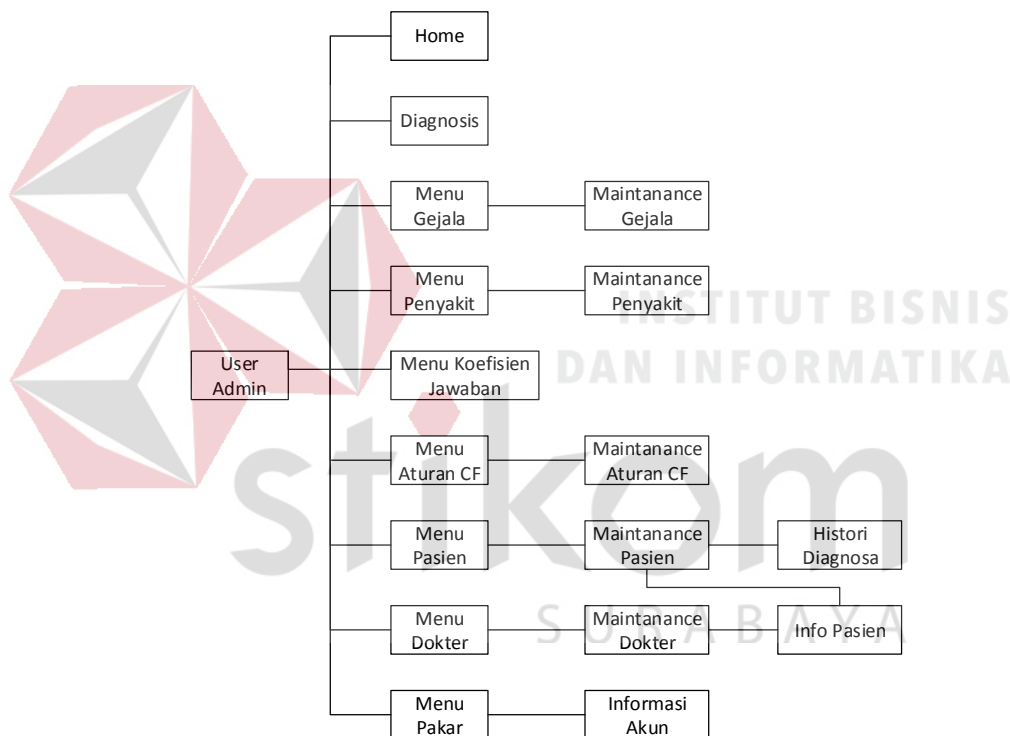 Home
Diagnosis
Menu
Gejala
Maintanance
Gejala
Menu
Penyakit
Maintanance
Penyakit
INSTITUT BISNIS
DAN INFORMATIKA
User
Admin
Menu Koefisien
Jawaban
Menu
Aturan CF
Maintanance
Aturan CF
stikom
Menu
Pasien
Maintanance
Pasien
Histori
Diagnosa
SURABAYA
Menu
Dokter
Maintanance
Dokter
Info Pasien
Menu
Pakar
Informasi
Akun